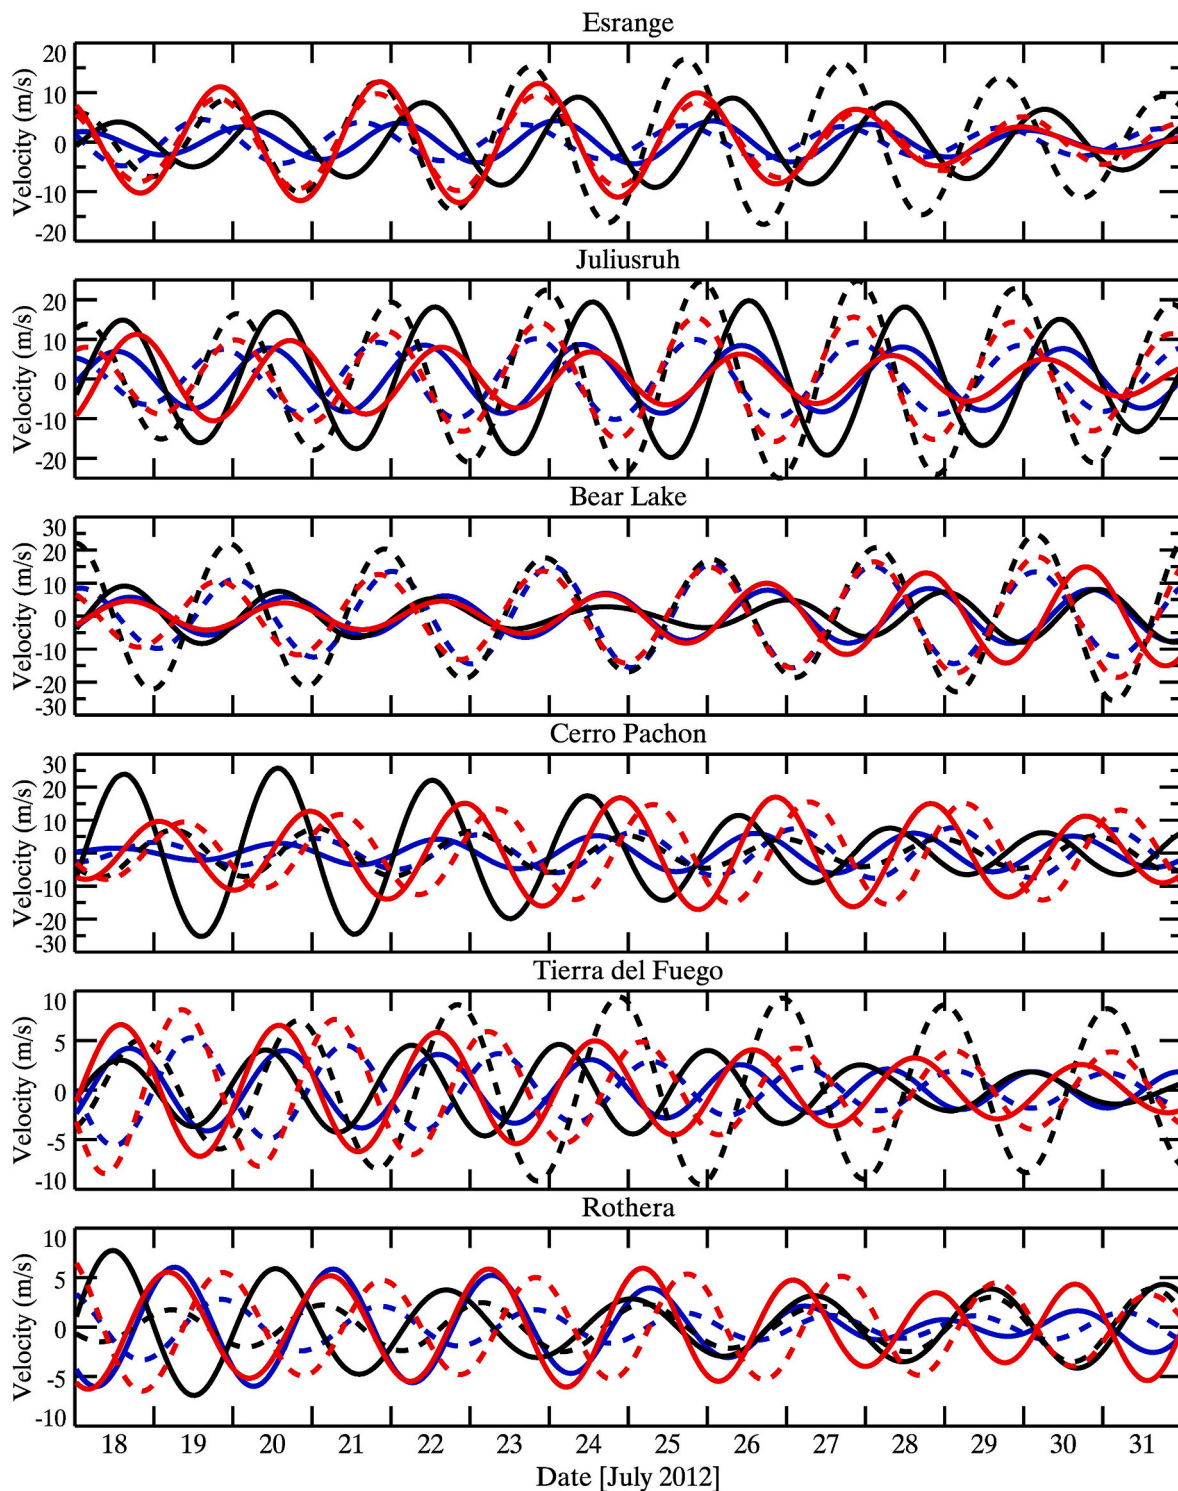 Esrange
20
10
0
-10
-20
Velocity (m/s)
Juliusruh
20
10
0
-10
-20
Velocity (m/s)
Bear Lake
30
20
10
0
-10
-20
-30
Velocity (m/s)
Cerro Pachon
30
20
10
0
-10
-20
-30
Velocity (m/s)
Tierra del Fuego
10
5
0
-5
-10
Velocity (m/s)
Rothera
10
5
0
-5
-10
Velocity (m/s)
18 19 20 21 22 23 24 25 26 27 28 29 30 31
Date [July 2012]